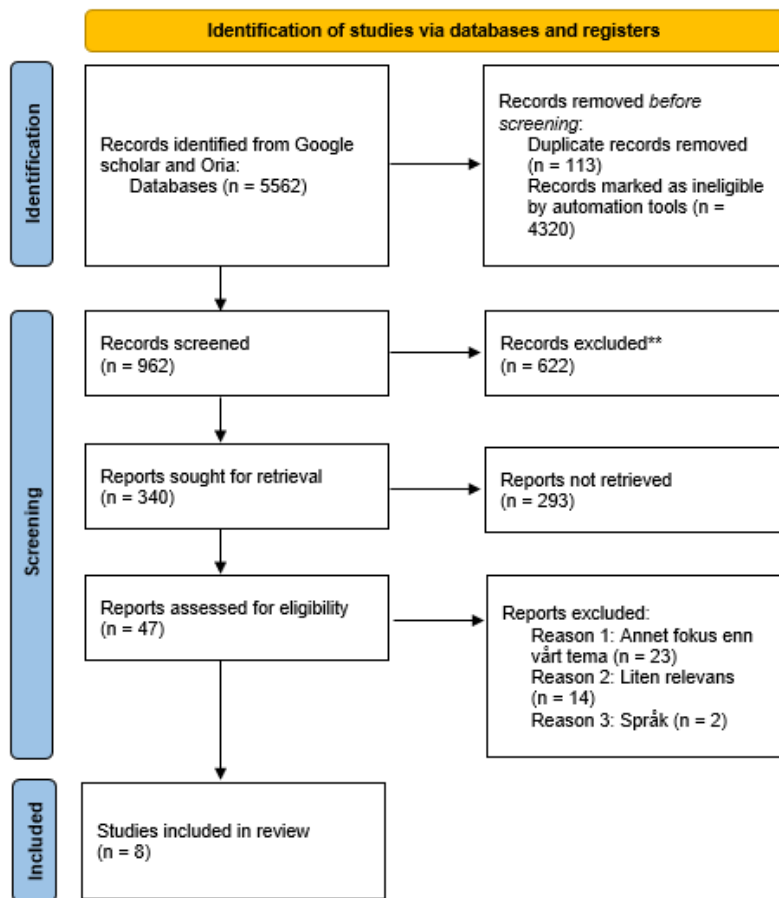 Identification of studies via databases and registers
Identification
Records identified from Google
scholar and Oria:
Databases (n = 5562)
Records removed before
screening:
Duplicate records removed
(n = 113)
Records marked as ineligible
by automation tools (n =
4320)
Screening
Records screened
(n = 962)
Records excluded**
(n = 622)
Reports sought for retrieval
(n = 340)
Reports not retrieved
(n = 293)
Reports assessed for eligibility
(n = 47)
Reports excluded:
Reason 1: Annet fokus enn
vårt tema (n = 23)
Reason 2: Liten relevans
(n = 14)
Reason 3: Språk (n = 2)
Included
Studies included in review
(n = 8)